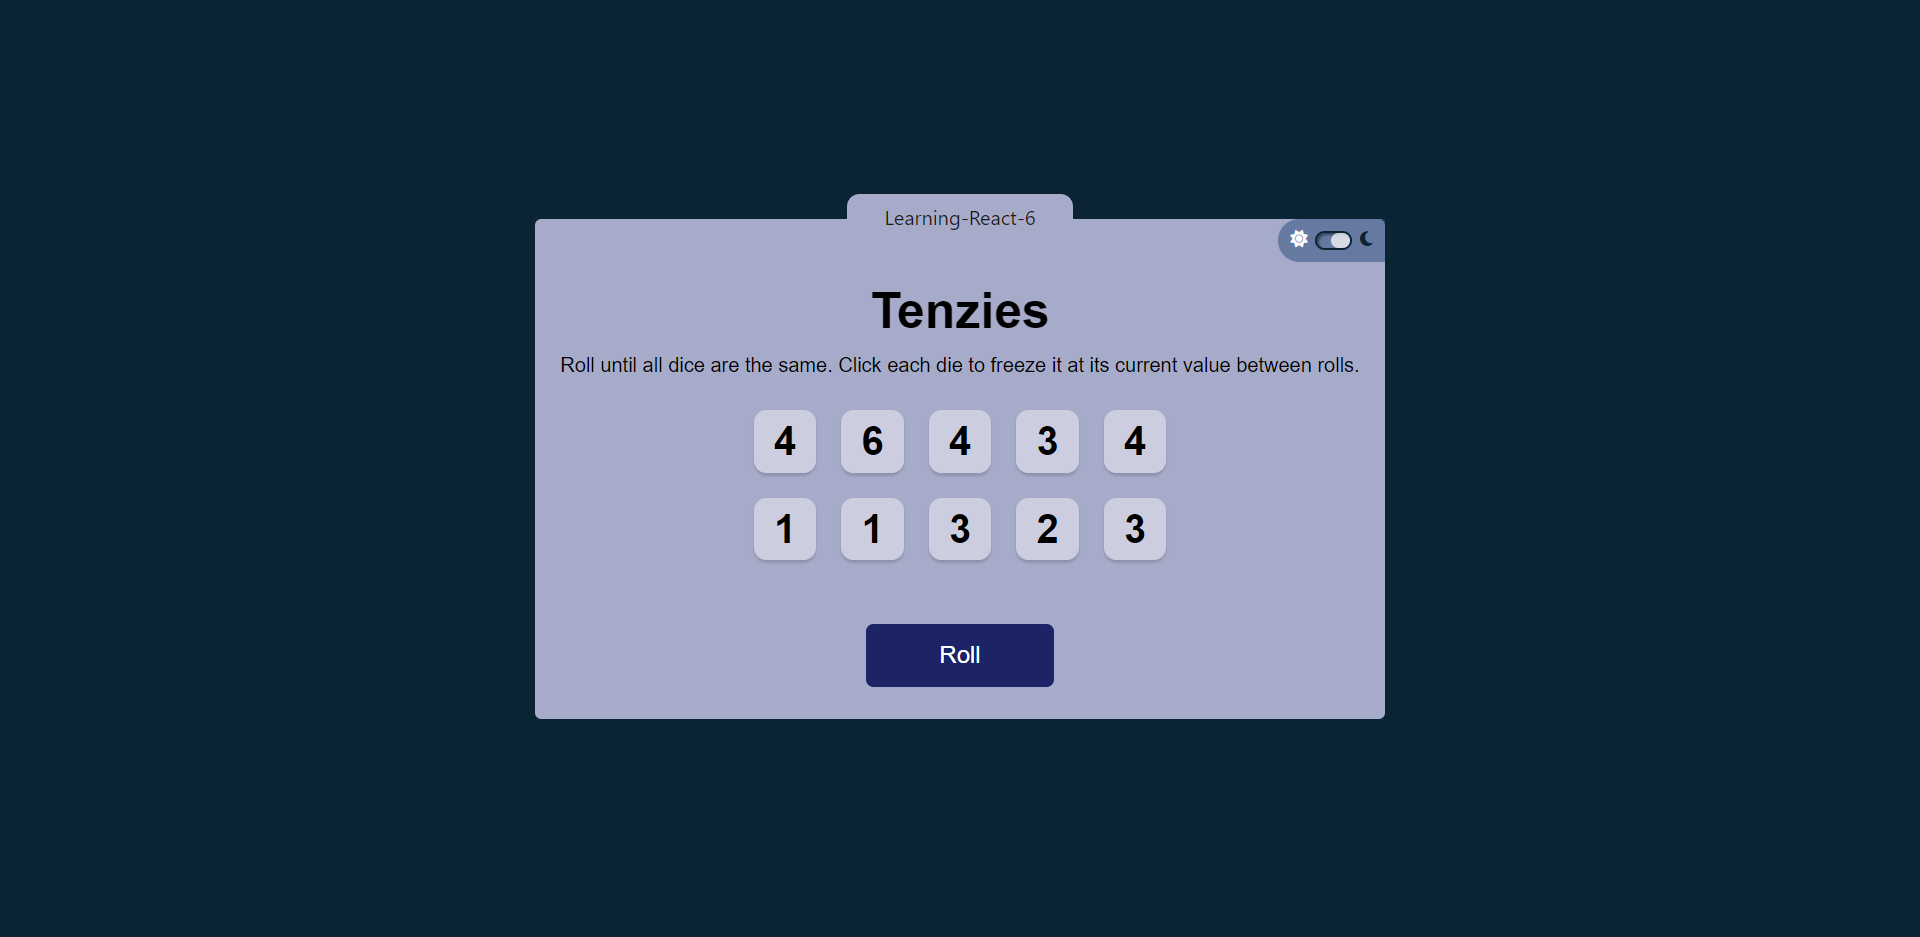 Learning-React-6
Tenzies
Roll until all dice are the same. Click each die to freeze it at its current value between rolls.
4 6 4 3 4
1 1 3 2 3
Roll